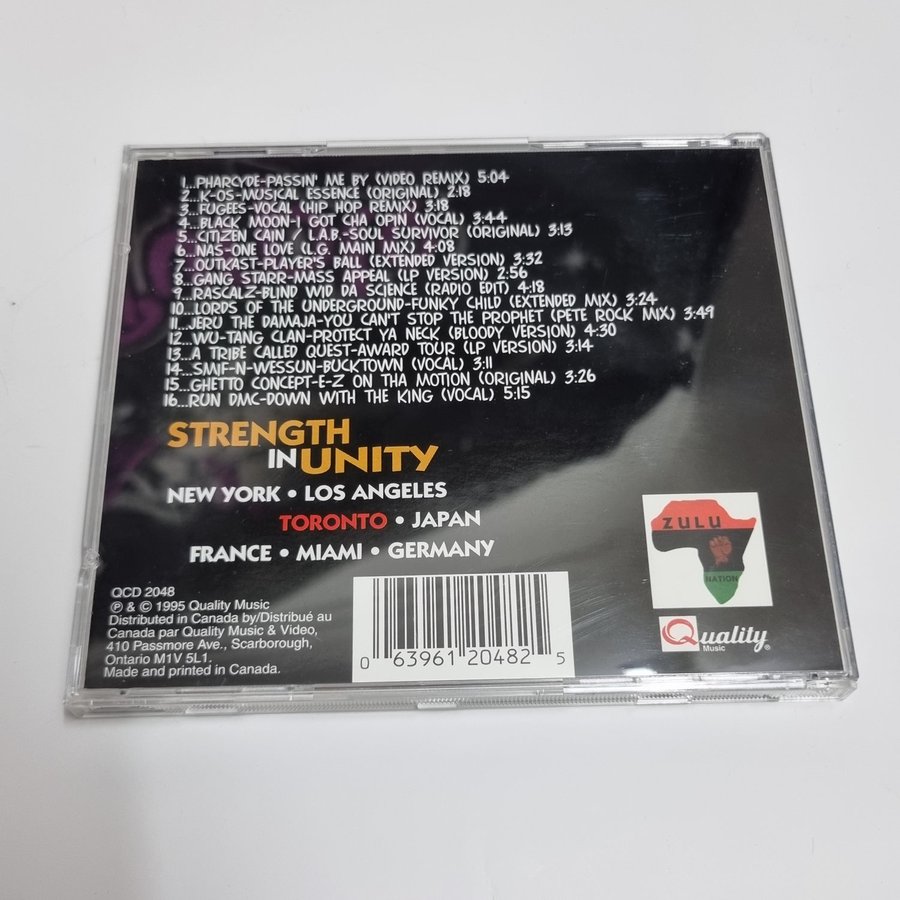 1...PHARCYDE-PASSIN' ME BY (VIDEO REMIX) 5:04
2...K-OS-MUSICAL ESSENCE (ORIGINAL) 2:18
3...FUGEES-VOCAL (HIP HOP REMIX) 3:18
4...BLACK MOON-I GOT CHA OPIN (VOCAL) 3:44
5...CITIZEN CAIN / L.A.B.-SOUL SURVIVOR (ORIGINAL) 3:13
6...NAS-ONE LOVE (L.G. MAIN MIX) 4:08
7...OUTKAST-PLAYER'S BALL (EXTENDED VERSION) 3:32
8...GANG STARR-MASS APPEAL (LP VERSION) 2:56
9...RASCALZ-BLIND WID DA SCIENCE (RADIO EDIT) 4:18
10...LORDS OF THE UNDERGROUND-FUNKY CHILD (EXTENDED MIX) 3:24
11...JERU THE DAMAJA-YOU CAN'T STOP THE PROPHET (PETE ROCK MIX) 3:49
12...WU-TANG CLAN-PROTECT YA NECK (BLOODY VERSION) 4:30
13...A TRIBE CALLED QUEST-AWARD TOUR (LP VERSION) 3:14
14...SMIF-N-WESSUN-BUCKTOWN (VOCAL) 3:11
15...GHETTO CONCEPT-E-Z ON THA MOTION (ORIGINAL) 3:26
16...RUN DMC-DOWN WITH THE KING (VOCAL) 5:15
STRENGTH
IN UNITY
NEW YORK • LOS ANGELES
TORONTO • JAPAN
FRANCE • MIAMI • GERMANY
ZULU
NATION
QCD 2048
℗ & © 1995 Quality Music
Distributed in Canada by/Distribué au
Canada par Quality Music & Video,
410 Passmore Ave., Scarborough,
Ontario M1V 5L1.
Made and printed in Canada.
0 63961 20482 5
Quality
Music
®